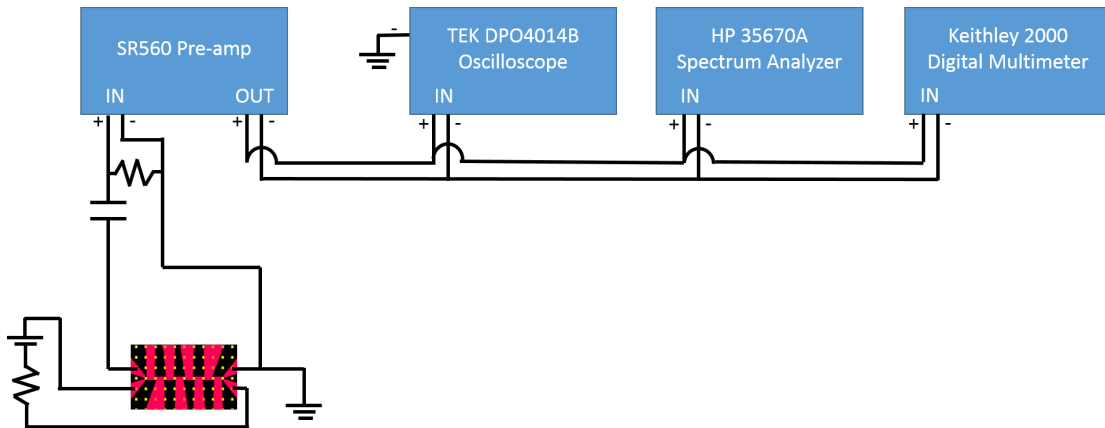 SR560 Pre-amp
IN OUT
+ - + -
TEK DPO4014B
Oscilloscope
IN
+ -
-
HP 35670A
Spectrum Analyzer
IN
+ -
Keithley 2000
Digital Multimeter
IN
+ -